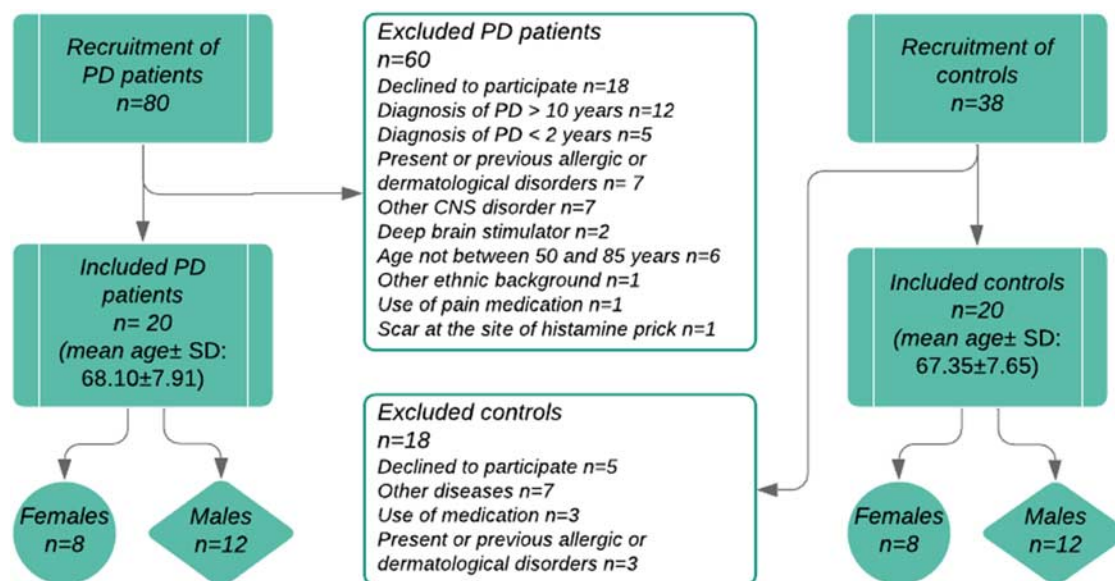 Recruitment of
PD patients
n=80
Excluded PD patients
n=60
Declined to participate n=18
Diagnosis of PD > 10 years n=12
Diagnosis of PD < 2 years n=5
Present or previous allergic or
dermatological disorders n= 7
Other CNS disorder n=7
Deep brain stimulator n=2
Age not between 50 and 85 years n=6
Other ethnic background n=1
Use of pain medication n=1
Scar at the site of histamine prick n=1
Recruitment of
controls
n=38
Included PD
patients
n= 20
(mean age± SD:
68.10±7.91)
Included controls
n=20
(mean age± SD:
67.35±7.65)
Excluded controls
n=18
Declined to participate n=5
Other diseases n=7
Use of medication n=3
Present or previous allergic or
dermatological disorders n=3
Females
n=8
Males
n=12
Females
n=8
Males
n=12